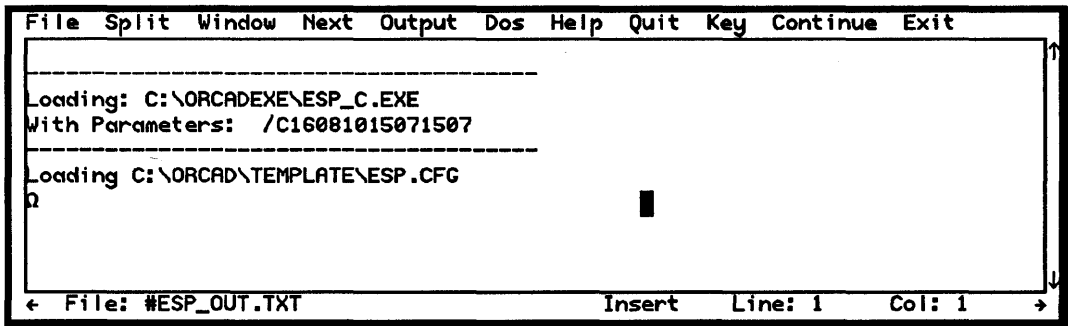 File Split Window Next Output Dos Help Quit Key Continue Exit
----------------------------------------
Loading: C:\ORCADEXE\ESP_C.EXE
With Parameters: /C16081015071507
----------------------------------------
Loading C:\ORCAD\TEMPLATE\ESP.CFG
Ω
← File: #ESP_OUT.TXT Insert Line: 1 Col: 1 →